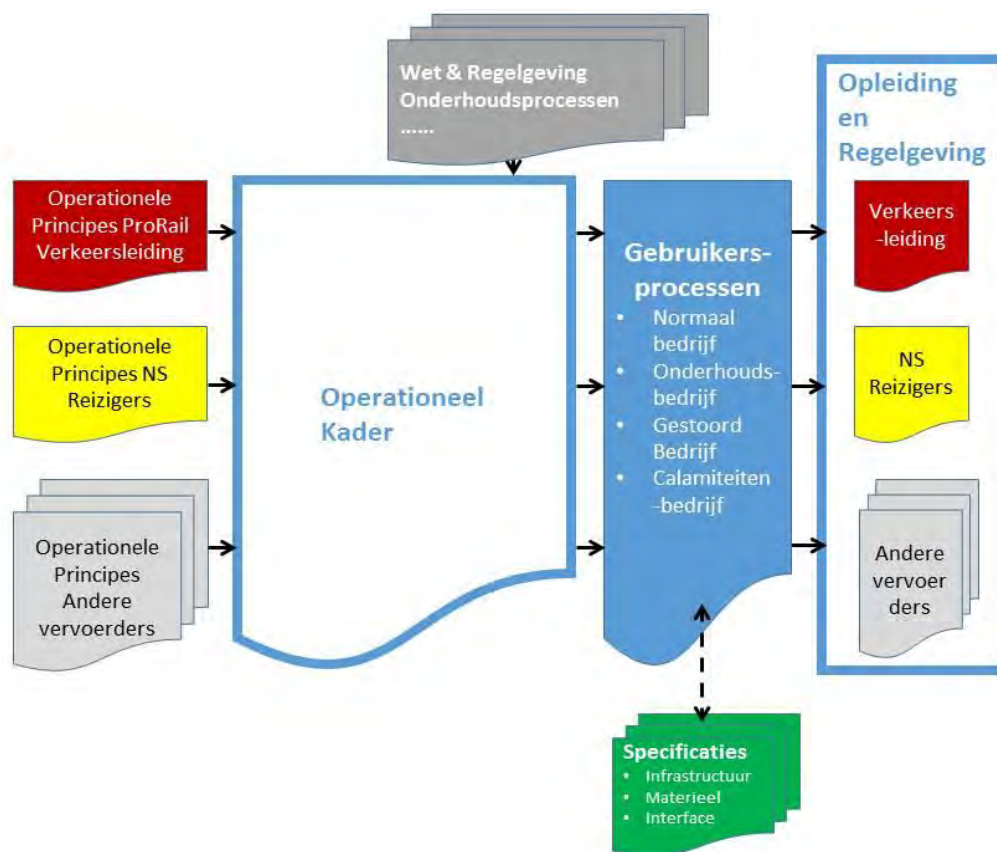 Wet & Regelgeving
Onderhoudsprocessen
......
Opleiding
en
Regelgeving
Operationele
Principes ProRail
Verkeersleiding
Operationele
Principes NS
Reizigers
Operationele
Principes
Andere
vervoerders
Operationeel
Kader
Gebruikers-
processen
• Normaal
bedrijf
• Onderhouds-
bedrijf
• Gestoord
Bedrijf
• Calamiteiten
-bedrijf
Verkeers
-leiding
NS
Reizigers
Andere
vervoer
ders
Specificaties
• Infrastructuur
• Materieel
• Interface